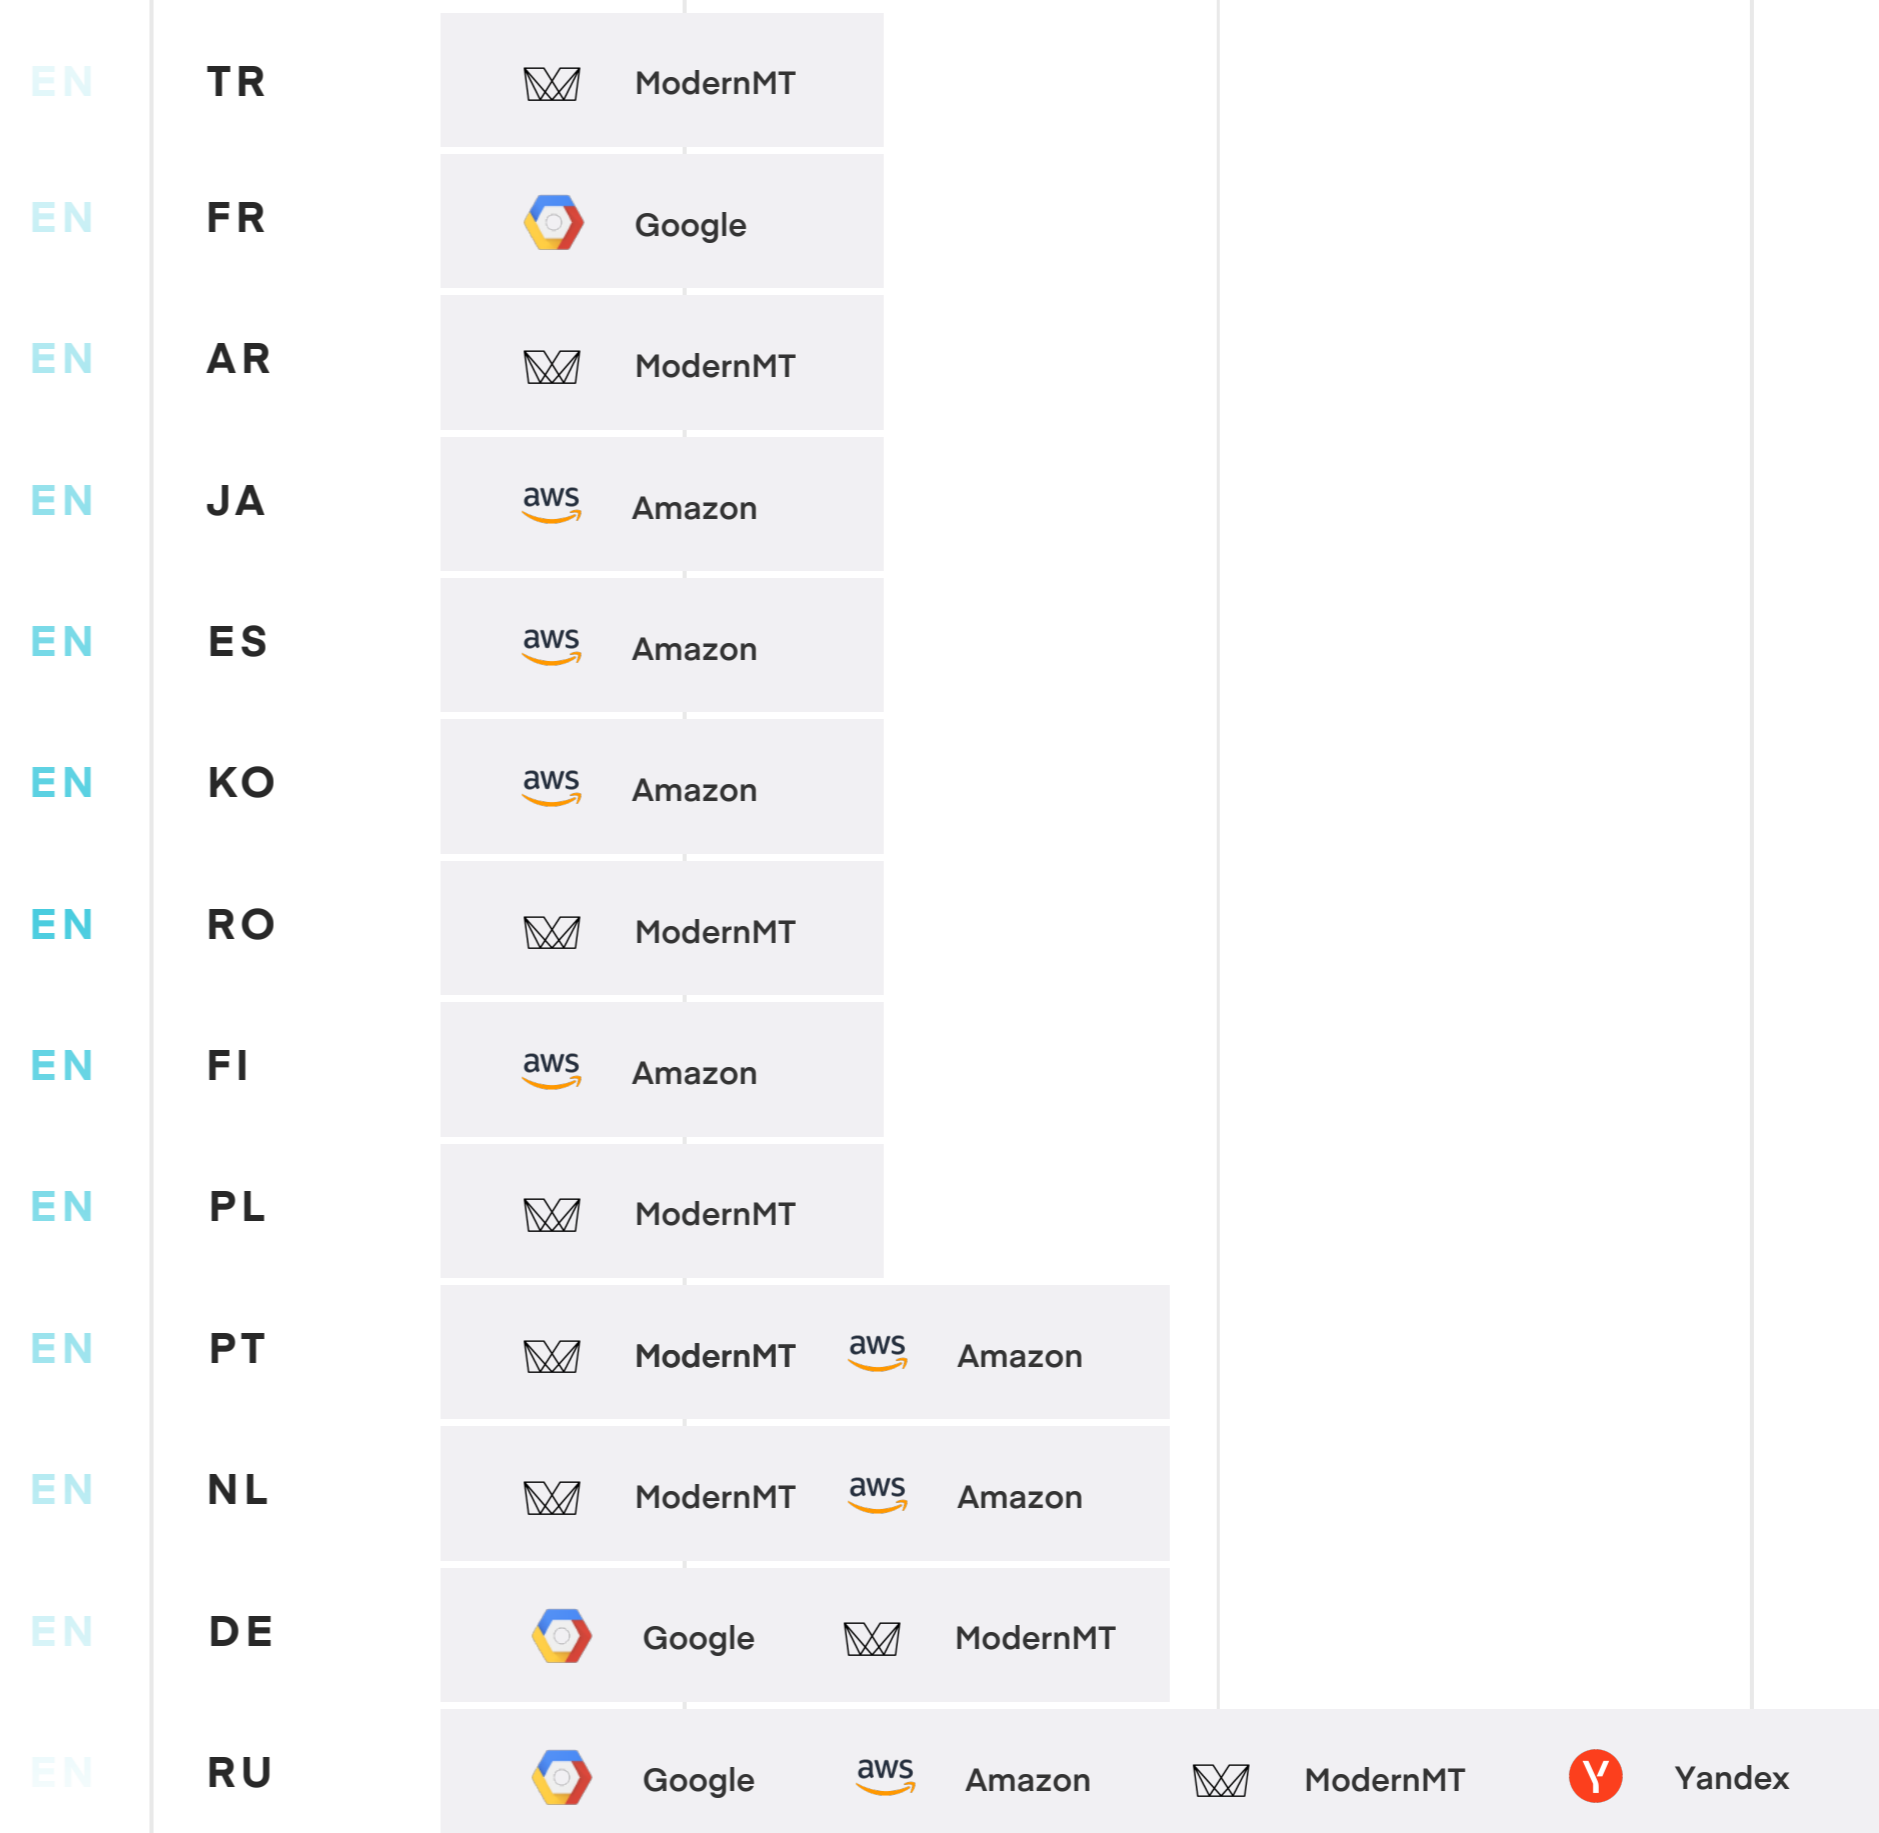 EN TR ModernMT
EN FR Google
EN AR ModernMT
EN JA aws Amazon
EN ES aws Amazon
EN KO aws Amazon
EN RO ModernMT
EN FI aws Amazon
EN PL ModernMT
EN PT ModernMT aws Amazon
EN NL ModernMT aws Amazon
EN DE Google ModernMT
EN RU Google aws Amazon ModernMT Y Yandex